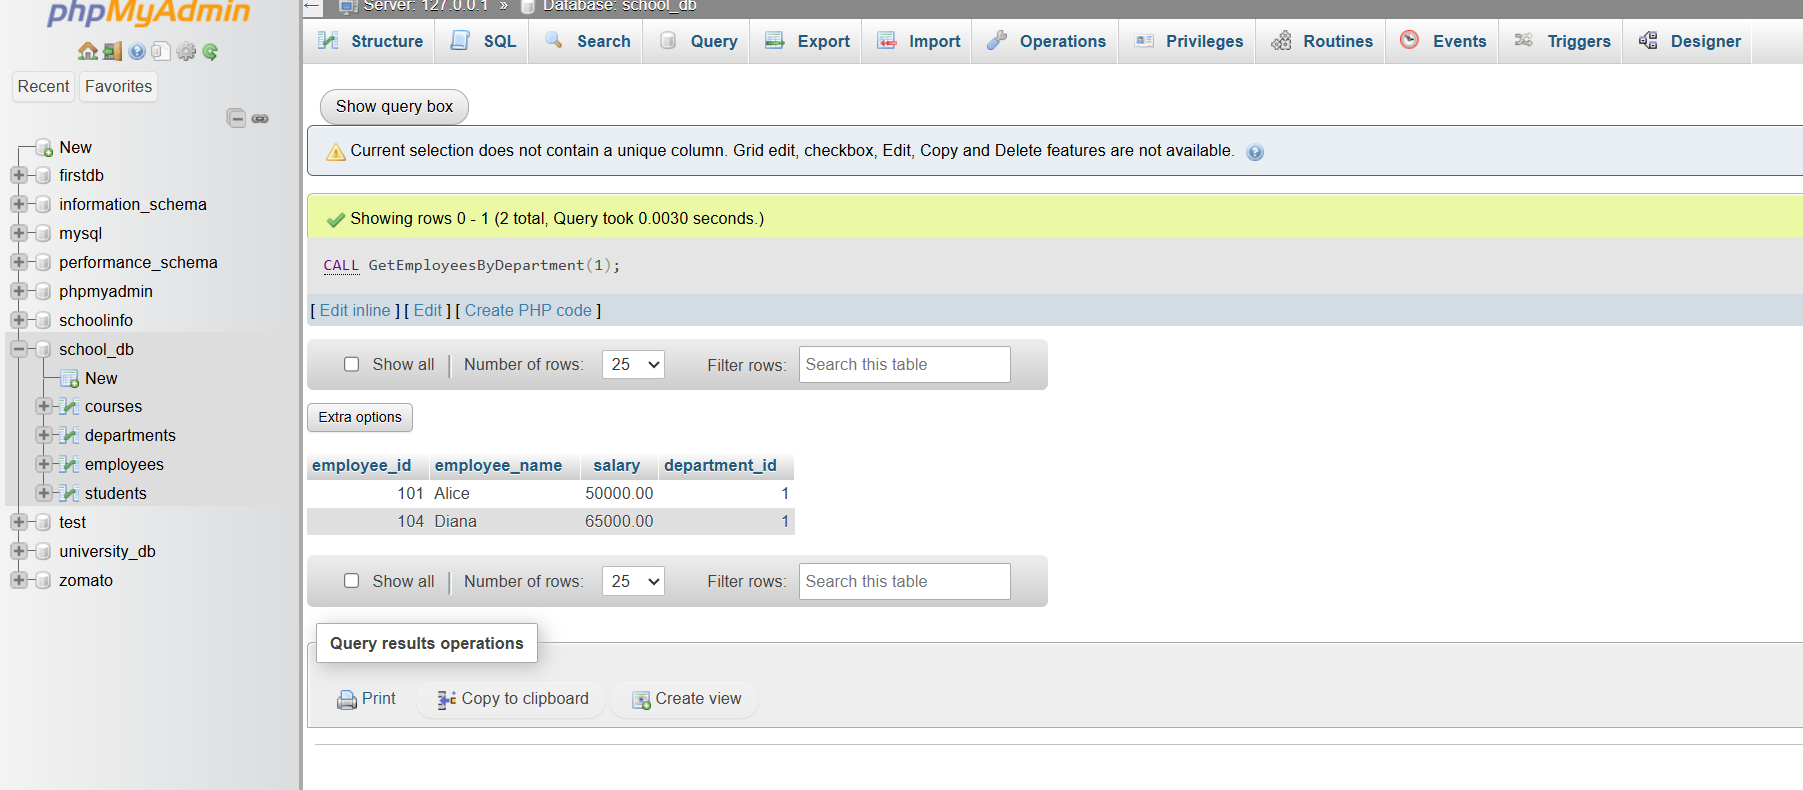 phpMyAdmin
Recent Favorites
New
firstdb
information_schema
mysql
performance_schema
phpmyadmin
schoolinfo
school_db
New
courses
departments
employees
students
test
university_db
zomato
Server: 127.0.0.1 » Database: school_db
Structure SQL Search Query Export Import Operations Privileges Routines Events Triggers Designer
Show query box
Current selection does not contain a unique column. Grid edit, checkbox, Edit, Copy and Delete features are not available.
Showing rows 0 - 1 (2 total, Query took 0.0030 seconds.)
CALL GetEmployeesByDepartment(1);
[ Edit inline ] [ Edit ] [ Create PHP code ]
Show all Number of rows: 25 Filter rows: Search this table
Extra options
employee_id employee_name salary department_id
101 Alice 50000.00 1
104 Diana 65000.00 1
Show all Number of rows: 25 Filter rows: Search this table
Query results operations
Print Copy to clipboard Create view